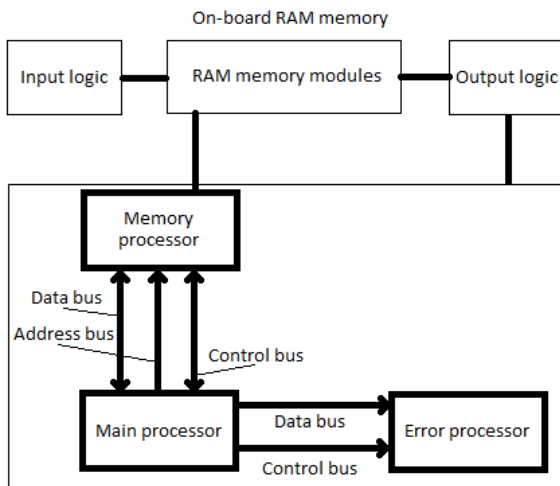 On-board RAM memory
Input logic
RAM memory modules
Output logic
Memory
processor
Data bus
Address bus
Control bus
Main processor
Data bus
Control bus
Error processor